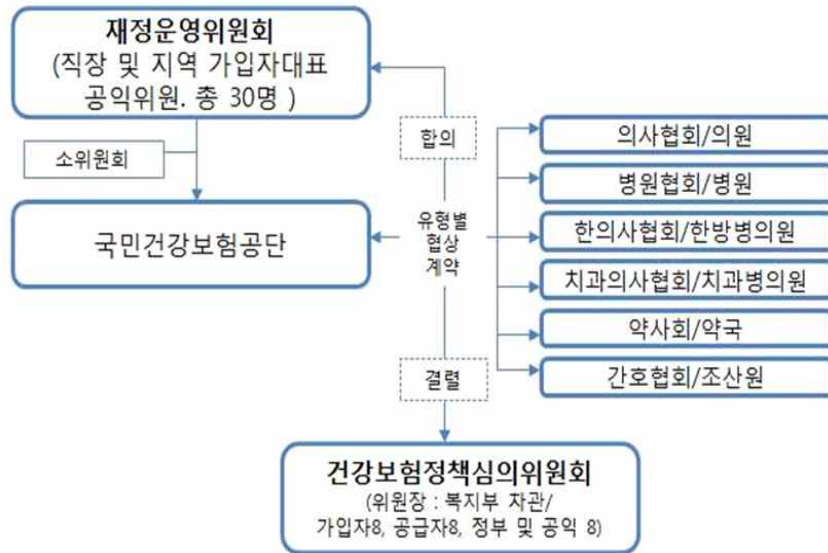 재정운영위원회
(직장 및 지역 가입자대표
공익위원. 총 30명 )
합의
소위원회
의사협회/의원
병원협회/병원
국민건강보험공단
유형별
협상
계약
한의사협회/한방병의원
치과의사협회/치과병의원
약사회/약국
결렬
간호협회/조산원
건강보험정책심의위원회
(위원장 : 복지부 차관/
가입자8, 공급자8, 정부 및 공익 8)